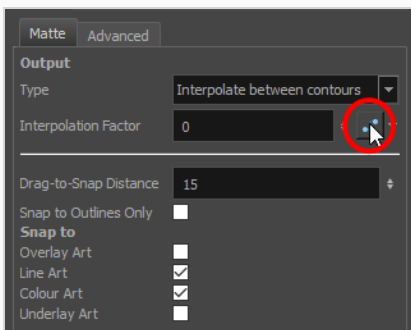 Matte Advanced
Output
Type Interpolate between contours
Interpolation Factor 0
Drag-to-Snap Distance 15
Snap to Outlines Only
Snap to
Overlay Art
Line Art
Colour Art
Underlay Art